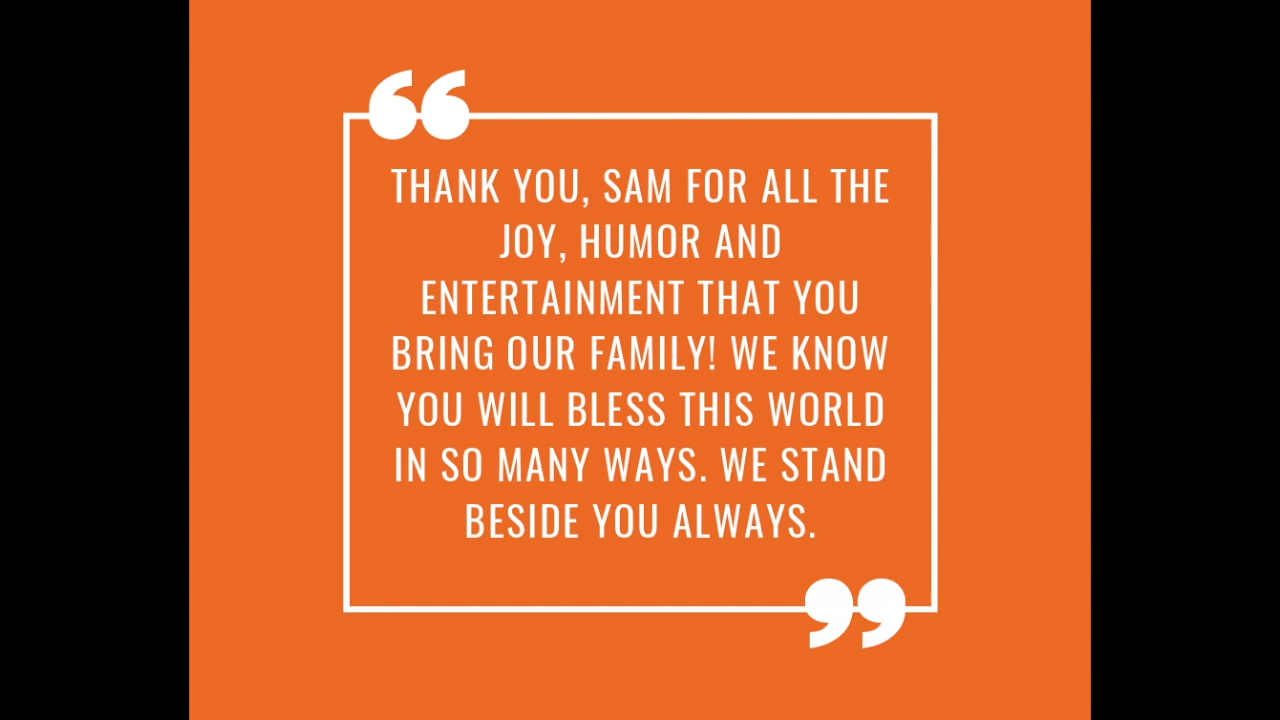 “
THANK YOU, SAM FOR ALL THE
JOY, HUMOR AND
ENTERTAINMENT THAT YOU
BRING OUR FAMILY! WE KNOW
YOU WILL BLESS THIS WORLD
IN SO MANY WAYS. WE STAND
BESIDE YOU ALWAYS.
”